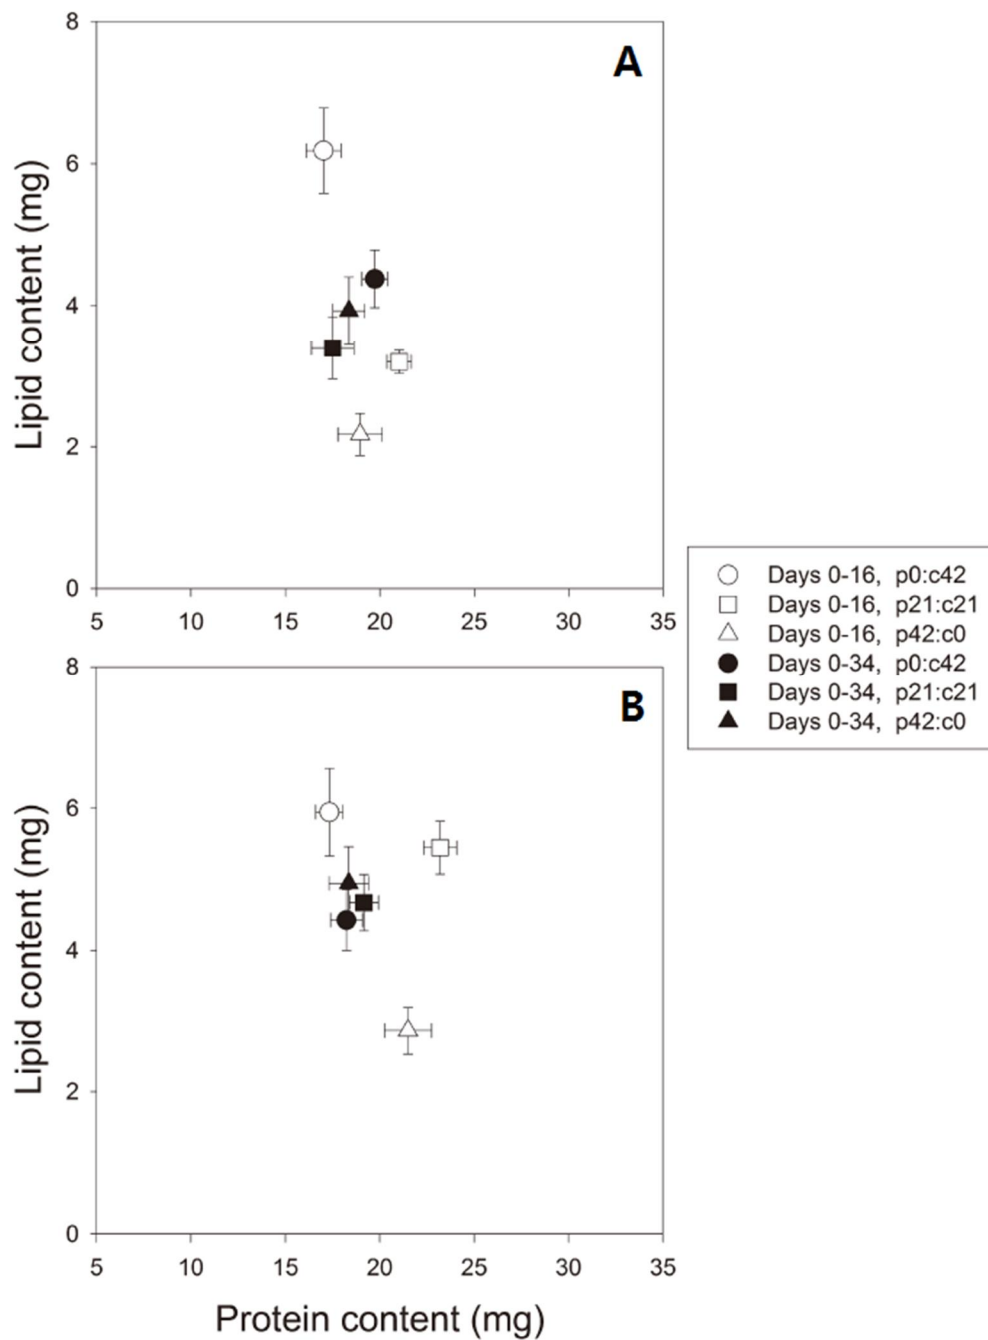 8
A
6
Lipid content (mg)
4
2
0
5 10 15 20 25 30 35
Days 0-16, p0:c42
Days 0-16, p21:c21
Days 0-16, p42:c0
Days 0-34, p0:c42
Days 0-34, p21:c21
Days 0-34, p42:c0
8
B
6
Lipid content (mg)
4
2
0
5 10 15 20 25 30 35
Protein content (mg)